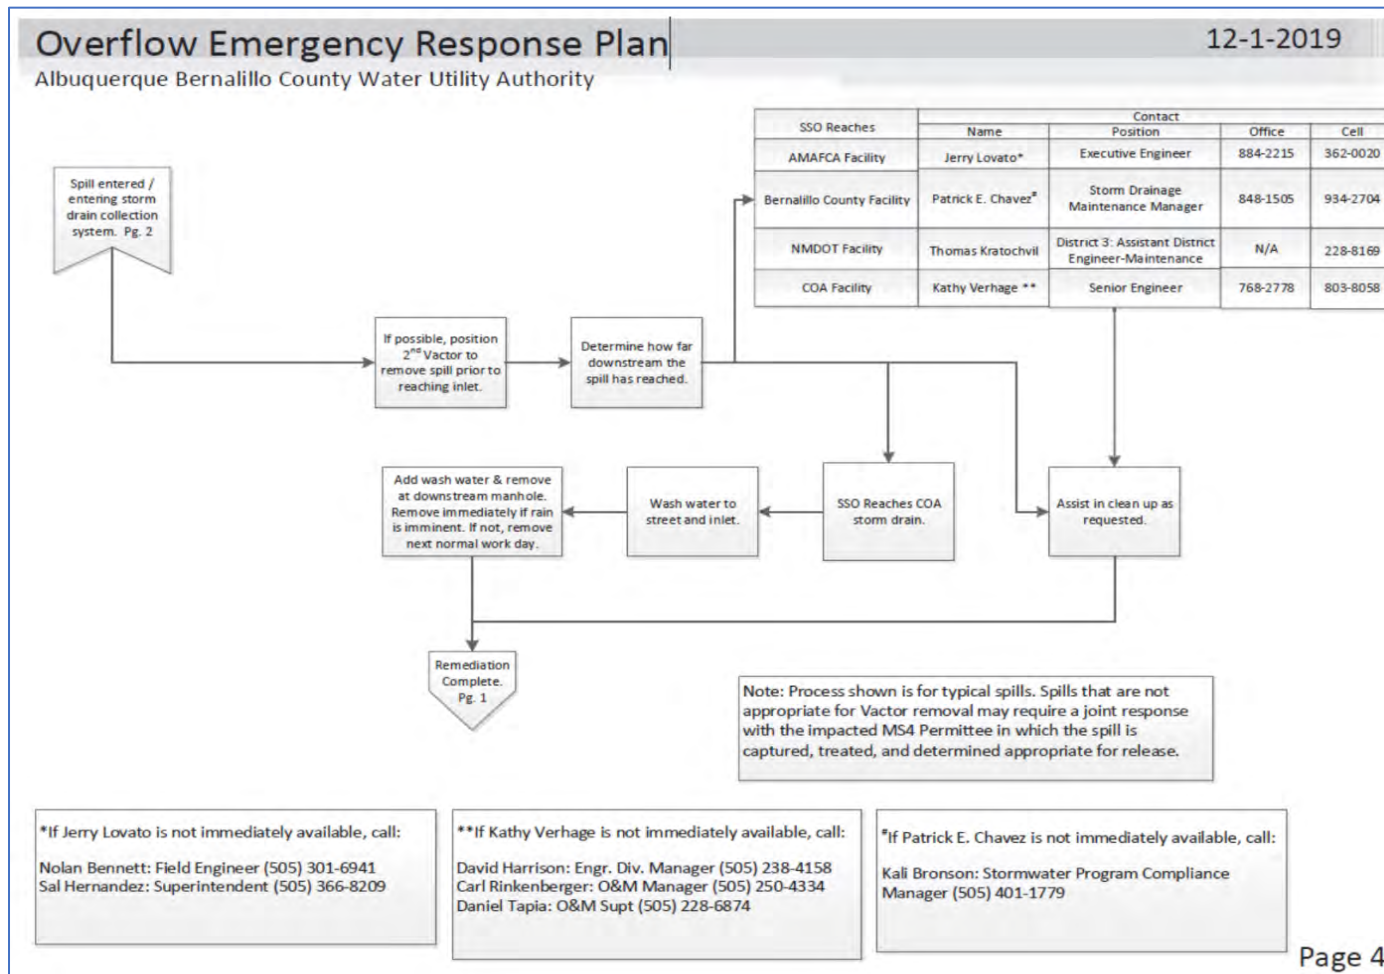 Overflow Emergency Response Plan
12-1-2019
Albuquerque Bernalillo County Water Utility Authority
SSO Reaches
Contact
Name
Position
Office
Cell
AMAFCA Facility
Jerry Lovato*
Executive Engineer
884-2215
362-0020
Bernalillo County Facility
Patrick E. Chavez#
Storm Drainage
Maintenance Manager
848-1505
934-2704
NMDOT Facility
Thomas Kratochvil
District 3: Assistant District
Engineer-Maintenance
N/A
228-8169
COA Facility
Kathy Verhage **
Senior Engineer
768-2778
803-8058
Spill entered /
entering storm
drain collection
system. Pg. 2
If possible, position
2nd Vactor to
remove spill prior to
reaching inlet.
Determine how far
downstream the
spill has reached.
Add wash water & remove
at downstream manhole.
Remove immediately if rain
is imminent. If not, remove
next normal work day.
Wash water to
street and inlet.
SSO Reaches COA
storm drain.
Assist in clean up as
requested.
Remediation
Complete.
Pg. 1
Note: Process shown is for typical spills. Spills that are not
appropriate for Vactor removal may require a joint response
with the impacted MS4 Permittee in which the spill is
captured, treated, and determined appropriate for release.
*If Jerry Lovato is not immediately available, call:
Nolan Bennett: Field Engineer (505) 301-6941
Sal Hernandez: Superintendent (505) 366-8209
**If Kathy Verhage is not immediately available, call:
David Harrison: Engr. Div. Manager (505) 238-4158
Carl Rinkenberger: O&M Manager (505) 250-4334
Daniel Tapia: O&M Supt (505) 228-6874
#If Patrick E. Chavez is not immediately available, call:
Kali Bronson: Stormwater Program Compliance
Manager (505) 401-1779
Page 4